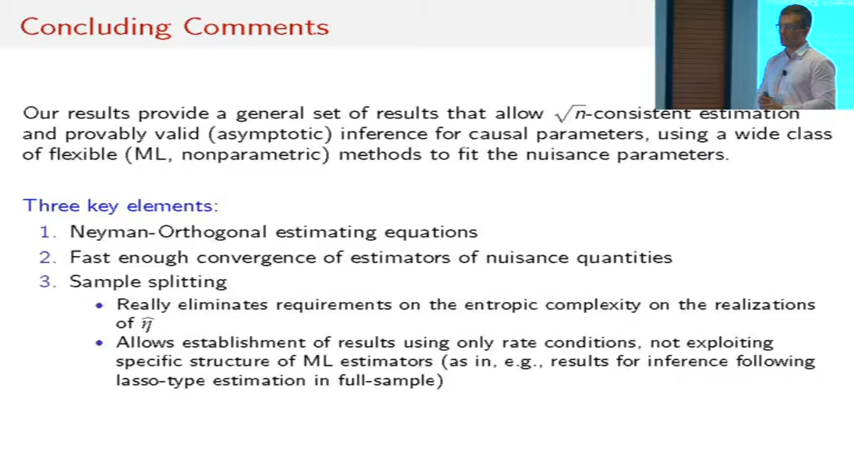 Concluding Comments
Our results provide a general set of results that allow √n-consistent estimation
and provably valid (asymptotic) inference for causal parameters, using a wide class
of flexible (ML, nonparametric) methods to fit the nuisance parameters.
Three key elements:
1. Neyman-Orthogonal estimating equations
2. Fast enough convergence of estimators of nuisance quantities
3. Sample splitting
• Really eliminates requirements on the entropic complexity on the realizations
of η̂
• Allows establishment of results using only rate conditions, not exploiting
specific structure of ML estimators (as in, e.g., results for inference following
lasso-type estimation in full-sample)